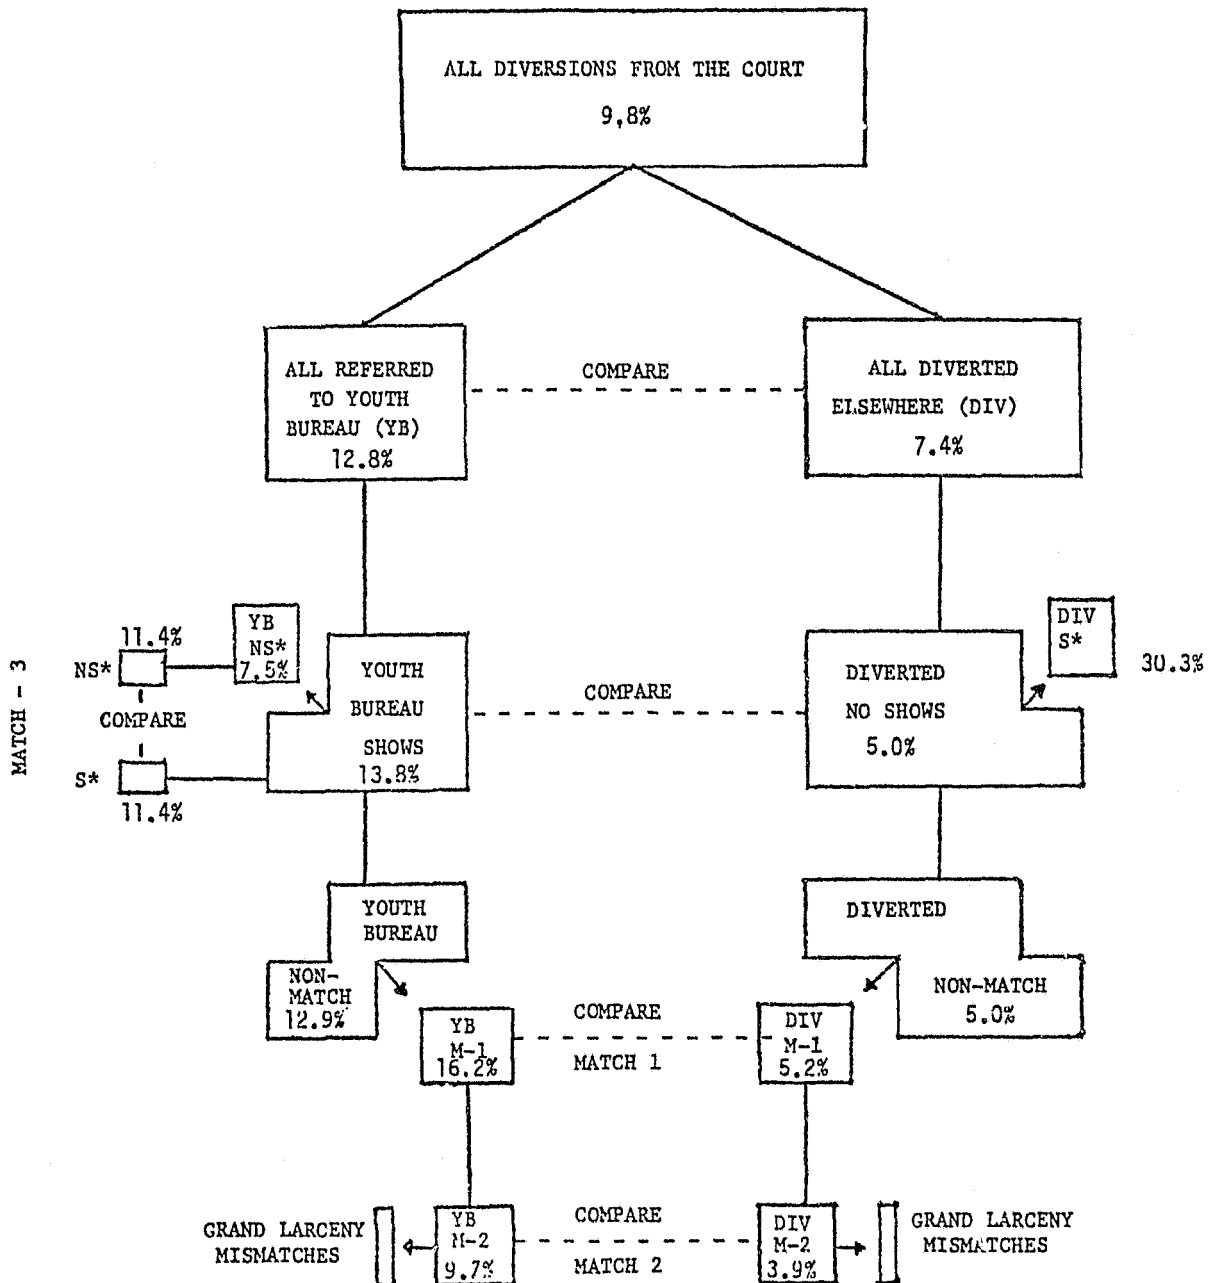 ALL DIVERSIONS FROM THE COURT
9,8%
ALL REFERRED
TO YOUTH
BUREAU (YB)
12.8%
COMPARE
ALL DIVERTED
ELSEWHERE (DIV)
7.4%
MATCH - 3
11.4%
NS*
COMPARE
S*
11.4%
YB
NS*
7.5%
YOUTH
BUREAU
SHOWS
13.8%
COMPARE
DIVERTED
NO SHOWS
5.0%
DIV
S*
30.3%
YOUTH
BUREAU
NON-
MATCH
12.9%
DIVERTED
NON-MATCH
5.0%
YB
M-1
16.2%
COMPARE
MATCH 1
DIV
M-1
5.2%
GRAND LARCENY
MISMATCHES
YB
M-2
9.7%
COMPARE
MATCH 2
DIV
M-2
3.9%
GRAND LARCENY
MISMATCHES